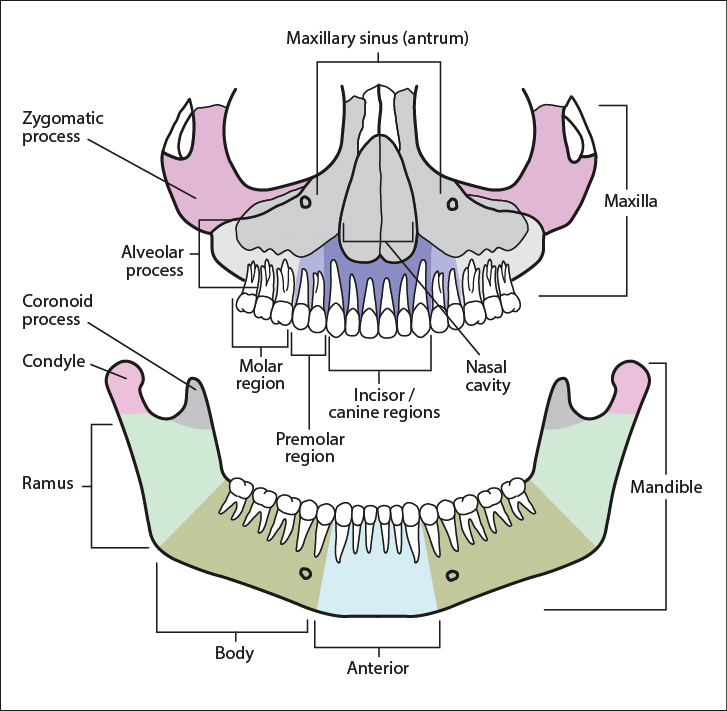 Maxillary sinus (antrum)
Zygomatic
process
Maxilla
Alveolar
process
Coronoid
process
Condyle
Molar
region
Nasal
cavity
Incisor /
canine regions
Premolar
region
Ramus
Mandible
Body
Anterior